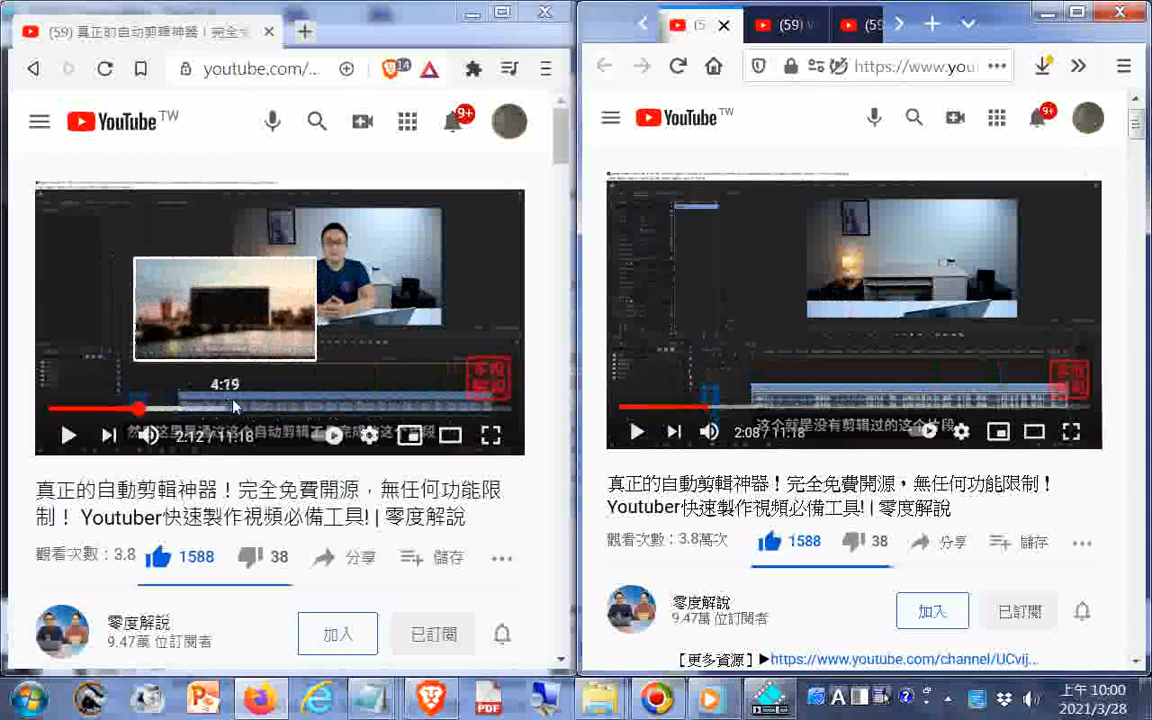 (59) 真正的自动剪辑神器！完全
youtube.com/...
14
YouTube TW
9+
4:19
2:12 / 11:18
真正的自動剪輯神器！完全免費開源，無任何功能限
制！ Youtuber快速製作視頻必備工具! | 零度解說
觀看次數：3.8
1588
38
分享
儲存
零度解說
9.47萬 位訂閱者
加入
已訂閱
(5
(59)
(59
https://www.you
YouTube TW
9+
这个就是没有剪辑过的这个片段
2:08 / 11:18
真正的自動剪輯神器！完全免費開源，無任何功能限制！
Youtuber快速製作視頻必備工具! | 零度解說
觀看次數：3.8萬次
1588
38
分享
儲存
零度解說
9.47萬 位訂閱者
加入
已訂閱
【更多資源】▶https://www.youtube.com/channel/UCvij...
PDF
A
上午 10:00
2021/3/28